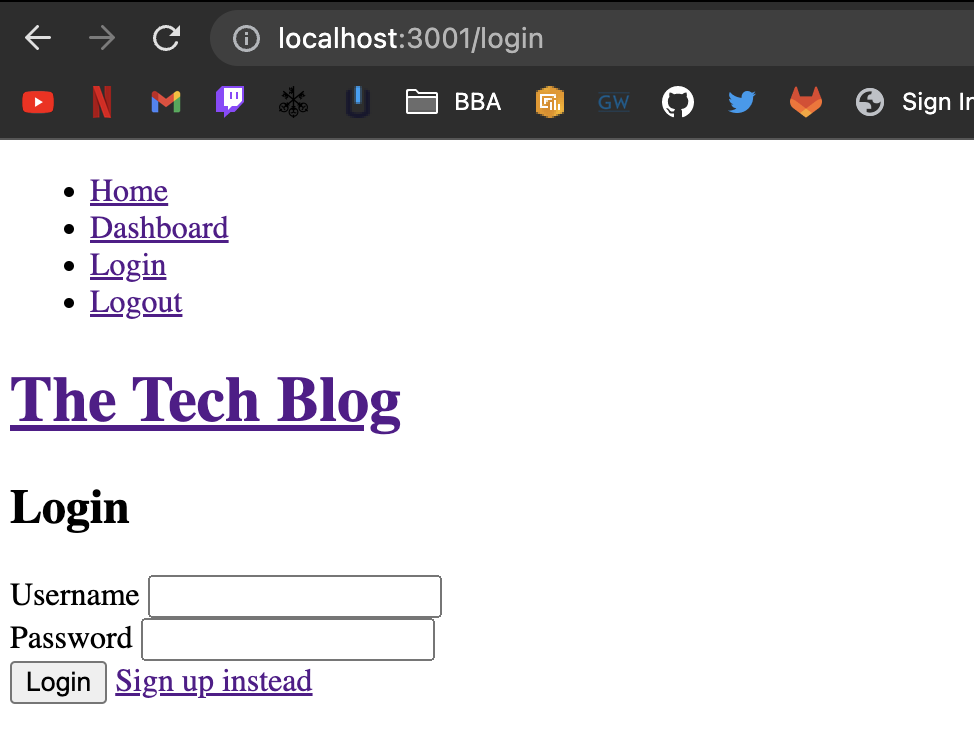 localhost:3001/login
BBA GW Sign In
Home
Dashboard
Login
Logout
The Tech Blog
Login
Username
Password
Login Sign up instead